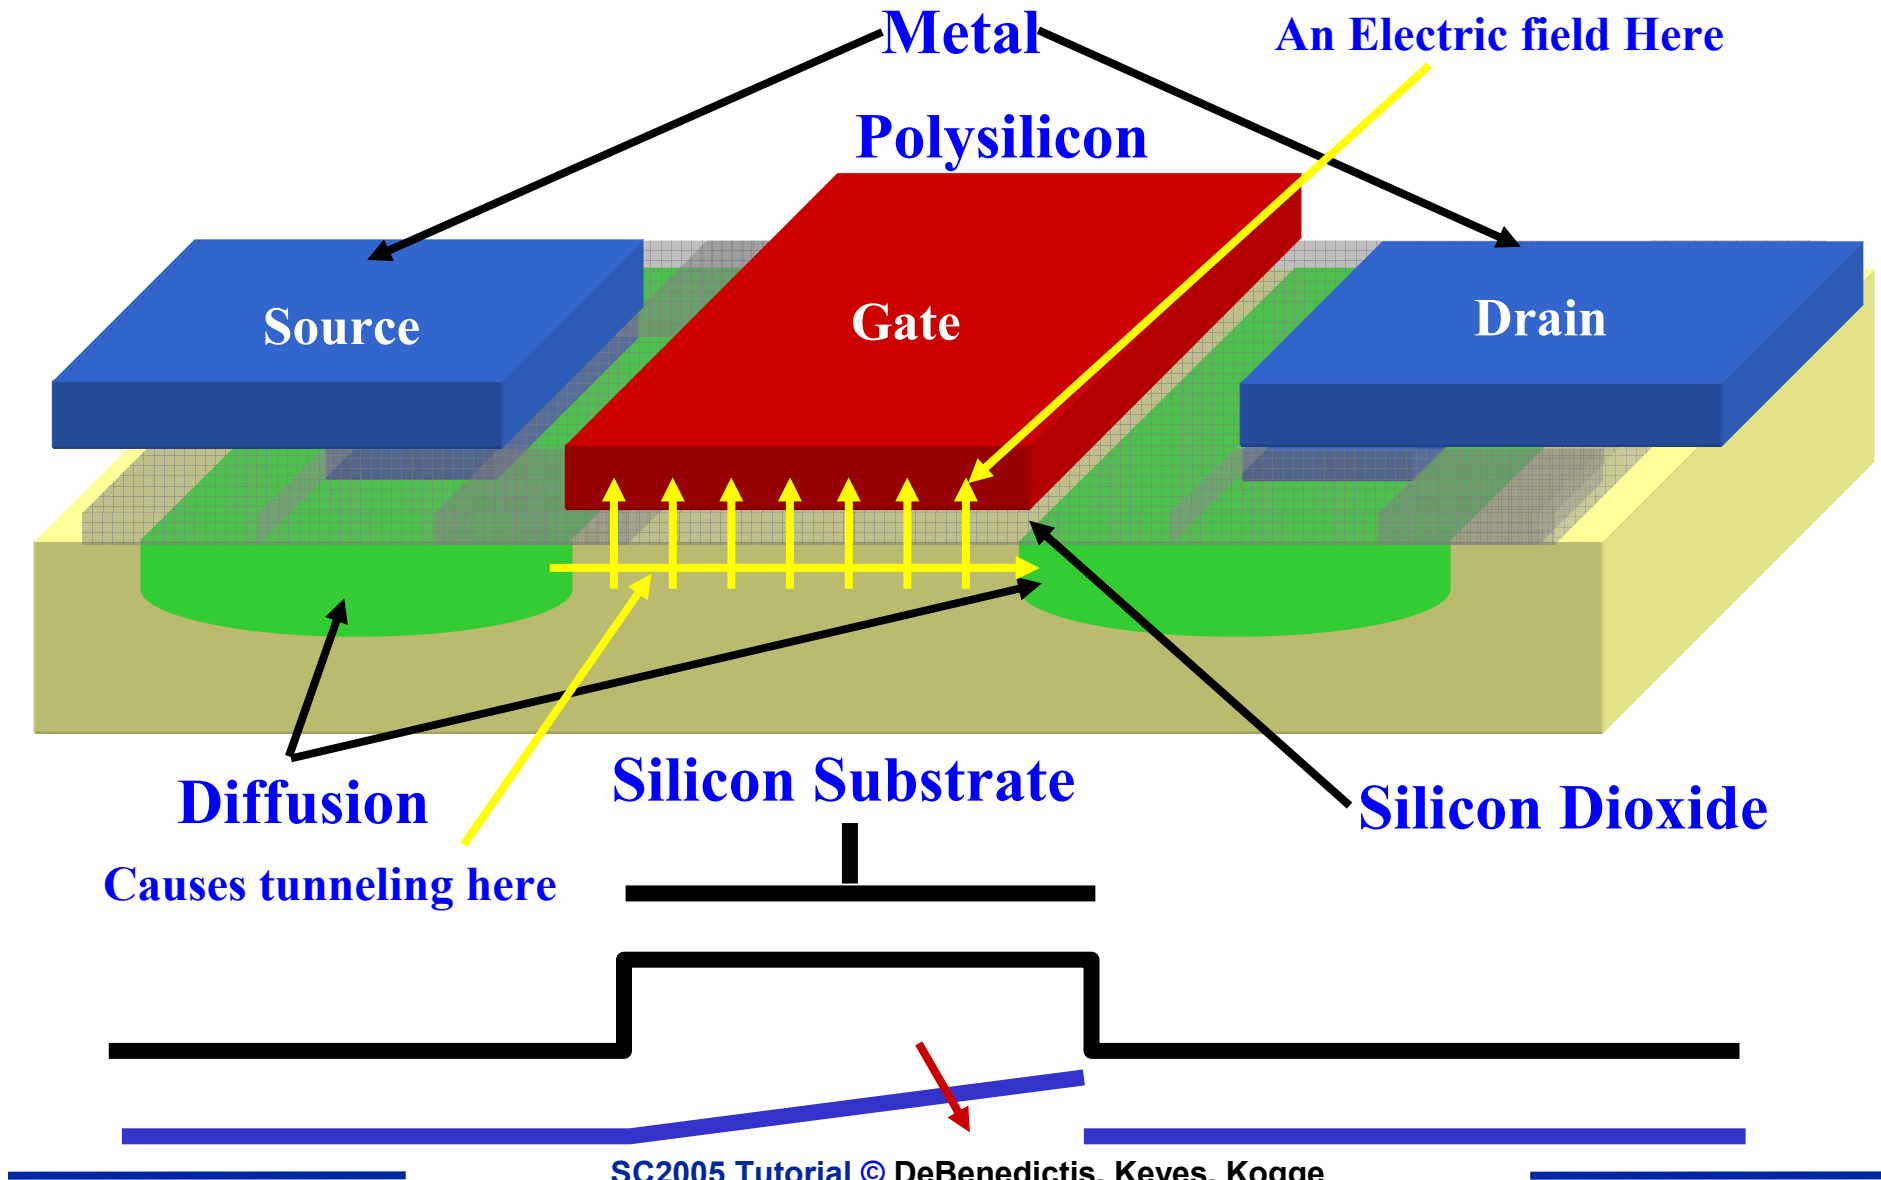 Metal
An Electric field Here
Polysilicon
Source
Gate
Drain
Diffusion
Silicon Substrate
Silicon Dioxide
Causes tunneling here
SC2005 Tutorial © DeBenedictis, Keyes, Kogge